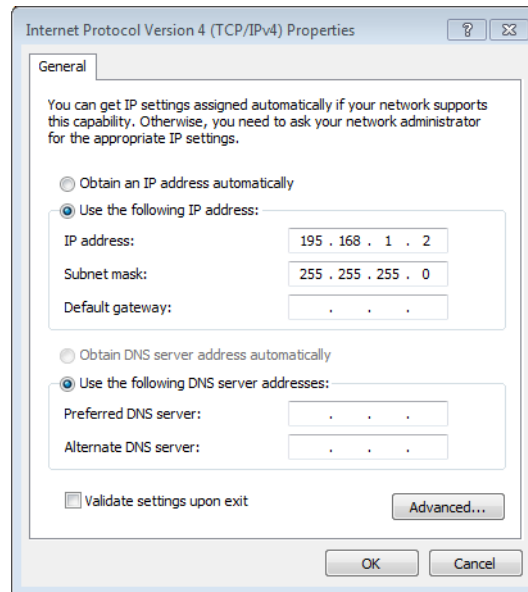 Internet Protocol Version 4 (TCP/IPv4) Properties
General
You can get IP settings assigned automatically if your network supports
this capability. Otherwise, you need to ask your network administrator
for the appropriate IP settings.
Obtain an IP address automatically
Use the following IP address:
IP address: 195 . 168 . 1 . 2
Subnet mask: 255 . 255 . 255 . 0
Default gateway: . . .
Obtain DNS server address automatically
Use the following DNS server addresses:
Preferred DNS server: . . .
Alternate DNS server: . . .
Validate settings upon exit
Advanced...
OK Cancel